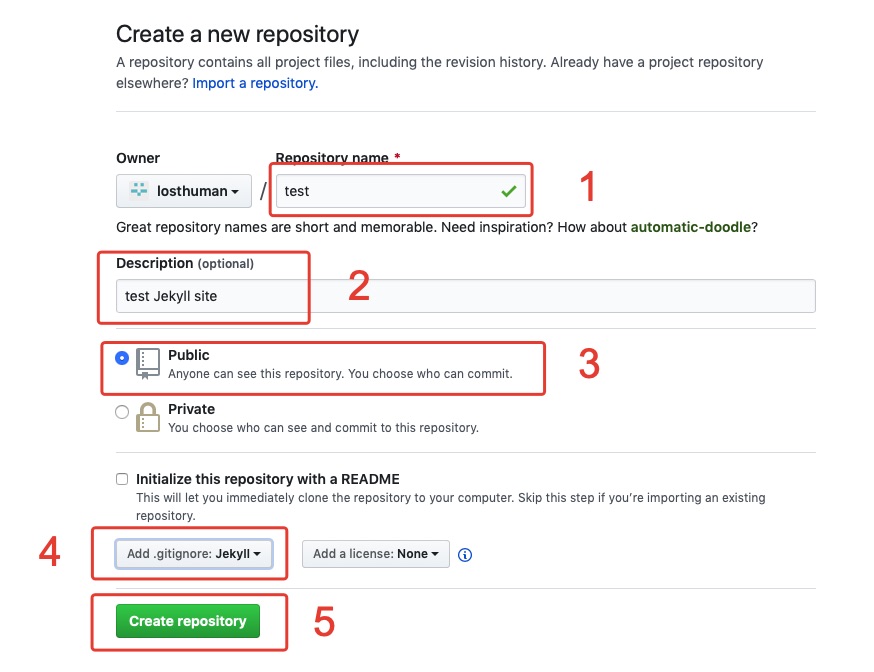 Create a new repository
A repository contains all project files, including the revision history. Already have a project repository
elsewhere? Import a repository.
Owner
Repository name *
losthuman / test
1
Great repository names are short and memorable. Need inspiration? How about automatic-doodle?
Description (optional)
2
test Jekyll site
Public
Anyone can see this repository. You choose who can commit.
3
Private
You choose who can see and commit to this repository.
Initialize this repository with a README
This will let you immediately clone the repository to your computer. Skip this step if you're importing an existing
repository.
4
Add .gitignore: Jekyll
Add a license: None
Create repository
5